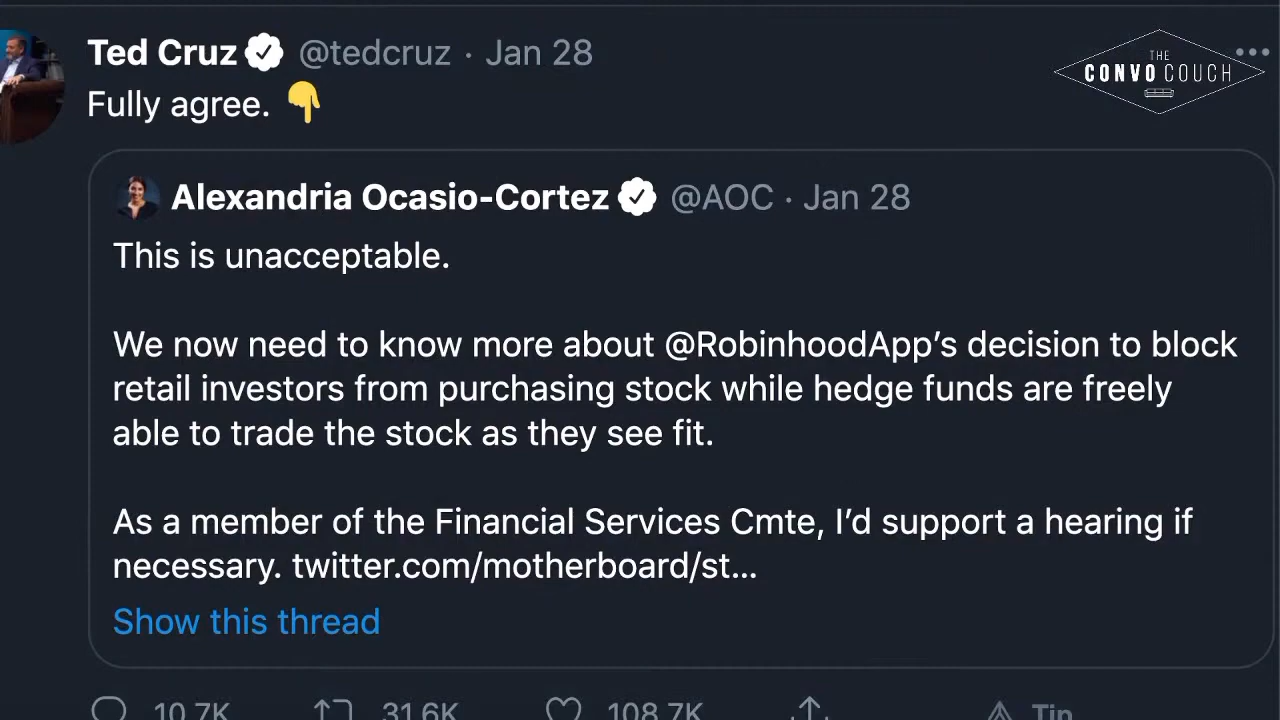 Ted Cruz @tedcruz · Jan 28
THE
CONVO COUCH
Fully agree. 👇
Alexandria Ocasio-Cortez @AOC · Jan 28
This is unacceptable.
We now need to know more about @RobinhoodApp’s decision to block
retail investors from purchasing stock while hedge funds are freely
able to trade the stock as they see fit.
As a member of the Financial Services Cmte, I’d support a hearing if
necessary. twitter.com/motherboard/st...
Show this thread
10.7K 31.6K 108.7K Tip